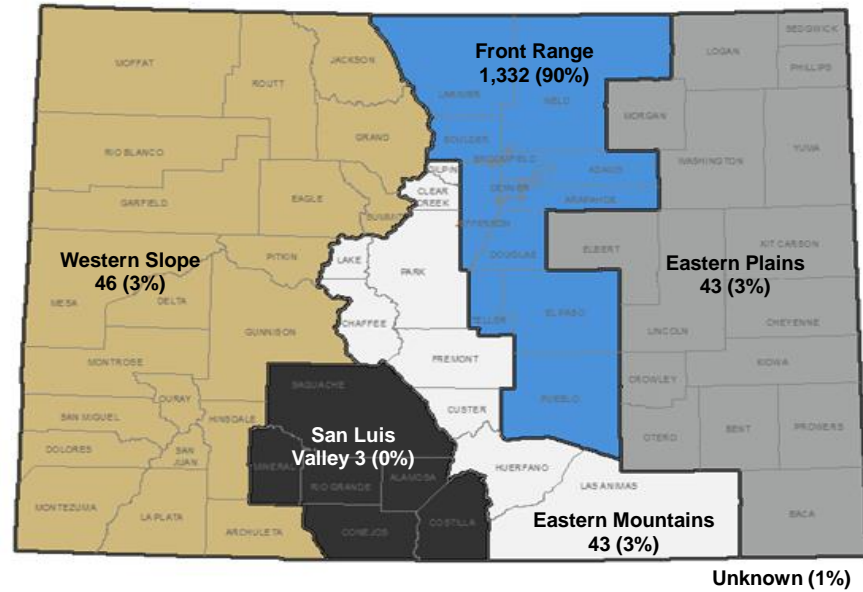 SEDGWICK
LOGAN
JACKSON
Front Range
1,332 (90%)
MOFFAT
PHILLIPS
ROUTT
LARIMER
WELD
MORGAN
GRAND
BOULDER
YUMA
RIO BLANCO
BROOMFIELD
WASHINGTON
ADAMS
GILPIN
CLEAR
CREEK
DENVER
EAGLE
ARAPAHOE
GARFIELD
SUMMIT
JEFFERSON
ELBERT
KIT CARSON
DOUGLAS
Western Slope
46 (3%)
PITKIN
LAKE
PARK
Eastern Plains
43 (3%)
MESA
DELTA
TELLER
EL PASO
LINCOLN
CHEYENNE
CHAFFEE
GUNNISON
MONTROSE
FREMONT
KIOWA
CROWLEY
SAGUACHE
OURAY
PUEBLO
CUSTER
SAN MIGUEL
HINSDALE
OTERO
BENT
PROWERS
San Luis
Valley 3 (0%)
DOLORES
SAN
JUAN
MINERAL
HUERFANO
RIO GRANDE
ALAMOSA
LAS ANIMAS
BACA
MONTEZUMA
LA PLATA
ARCHULETA
CONEJOS
COSTILLA
Eastern Mountains
43 (3%)
Unknown (1%)